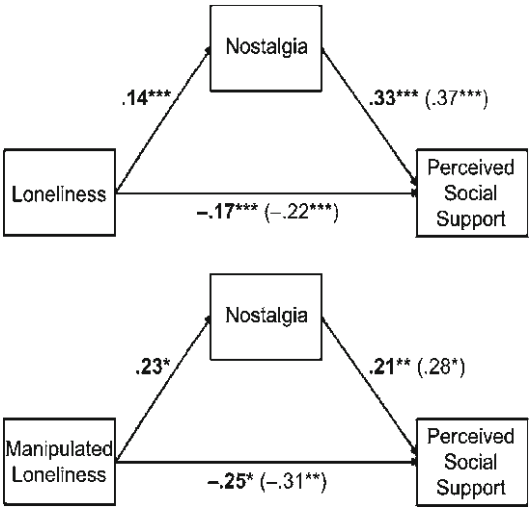 Nostalgia
.14***
.33*** (.37***)
Loneliness
Perceived
Social
Support
–.17*** (–.22***)
Nostalgia
.23*
.21** (.28*)
Manipulated
Loneliness
Perceived
Social
Support
–.25* (–.31**)